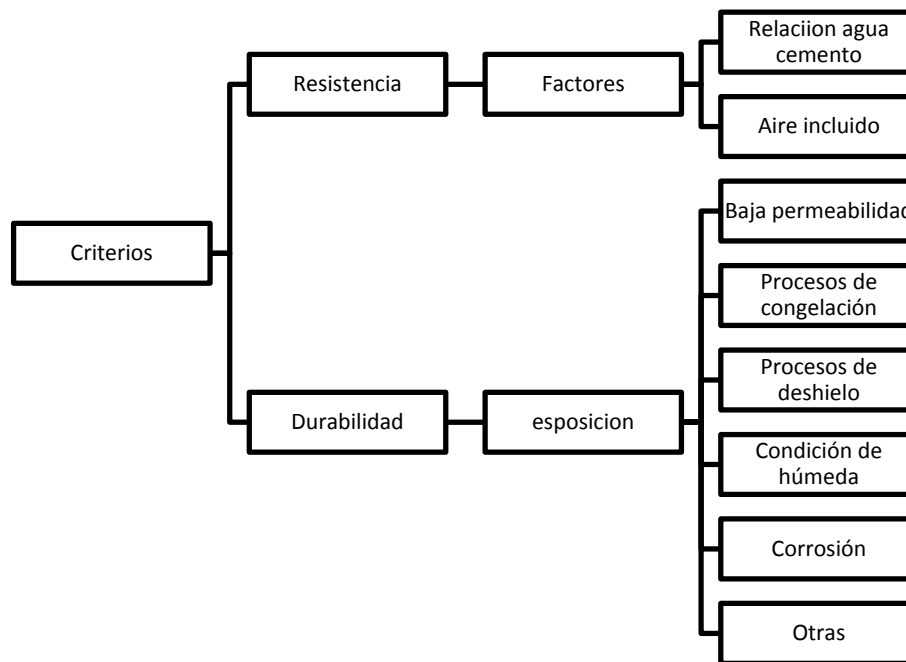 Criterios
Resistencia
Factores
Relaciion agua
cemento
Aire incluido
Durabilidad
esposicion
Baja permeabilidad
Procesos de
congelación
Procesos de
deshielo
Condición de
húmeda
Corrosión
Otras